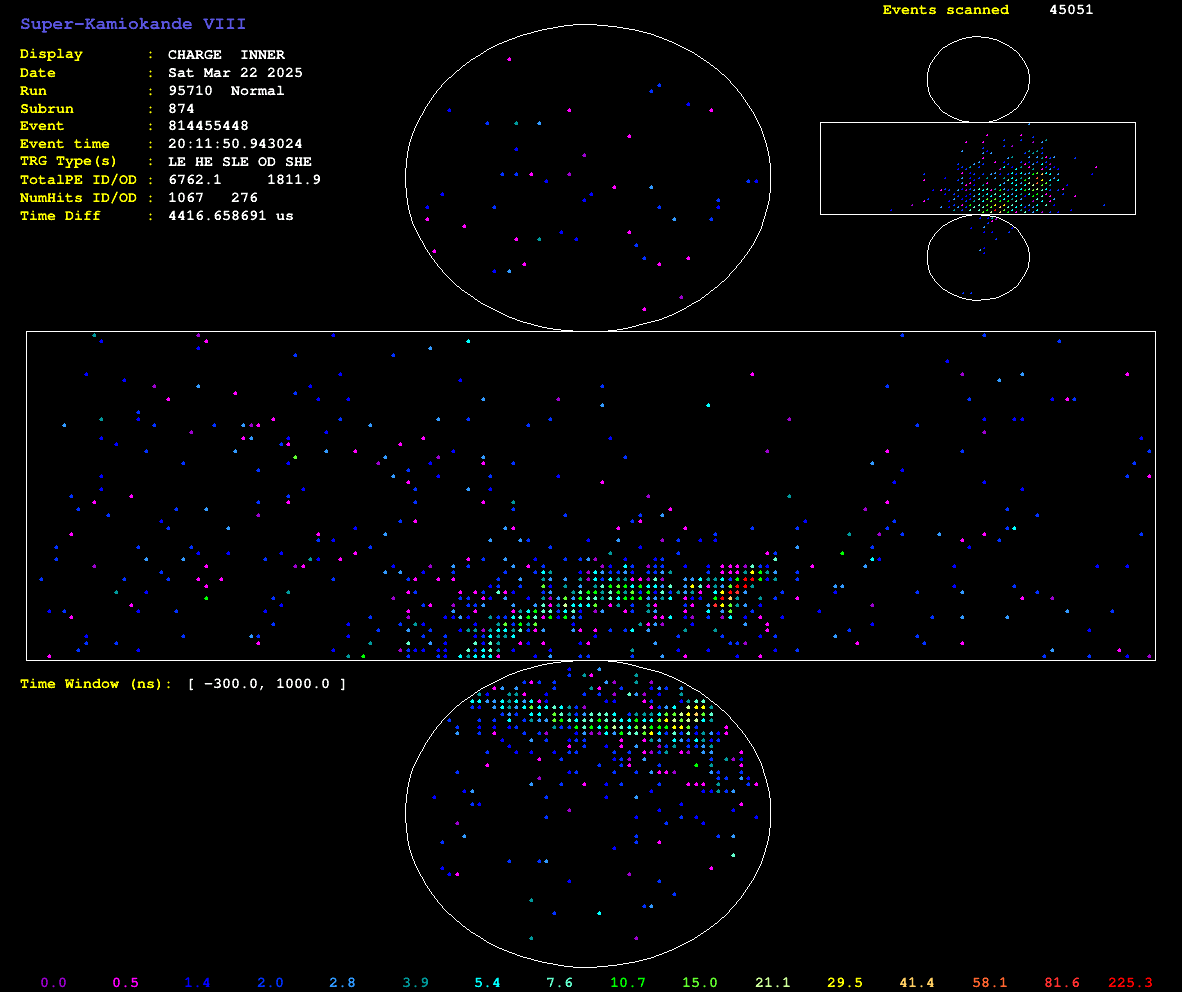 Super-Kamiokande VIII
Events scanned 45051
Display : CHARGE INNER
Date : Sat Mar 22 2025
Run : 95710 Normal
Subrun : 874
Event : 814455448
Event time : 20:11:50.943024
TRG Type(s) : LE HE SLE OD SHE
TotalPE ID/OD : 6762.1 1811.9
NumHits ID/OD : 1067 276
Time Diff : 4416.658691 us
Time Window (ns): [ -300.0, 1000.0 ]
0.0 0.5 1.4 2.0 2.8 3.9 5.4 7.6 10.7 15.0 21.1 29.5 41.4 58.1 81.6 225.3